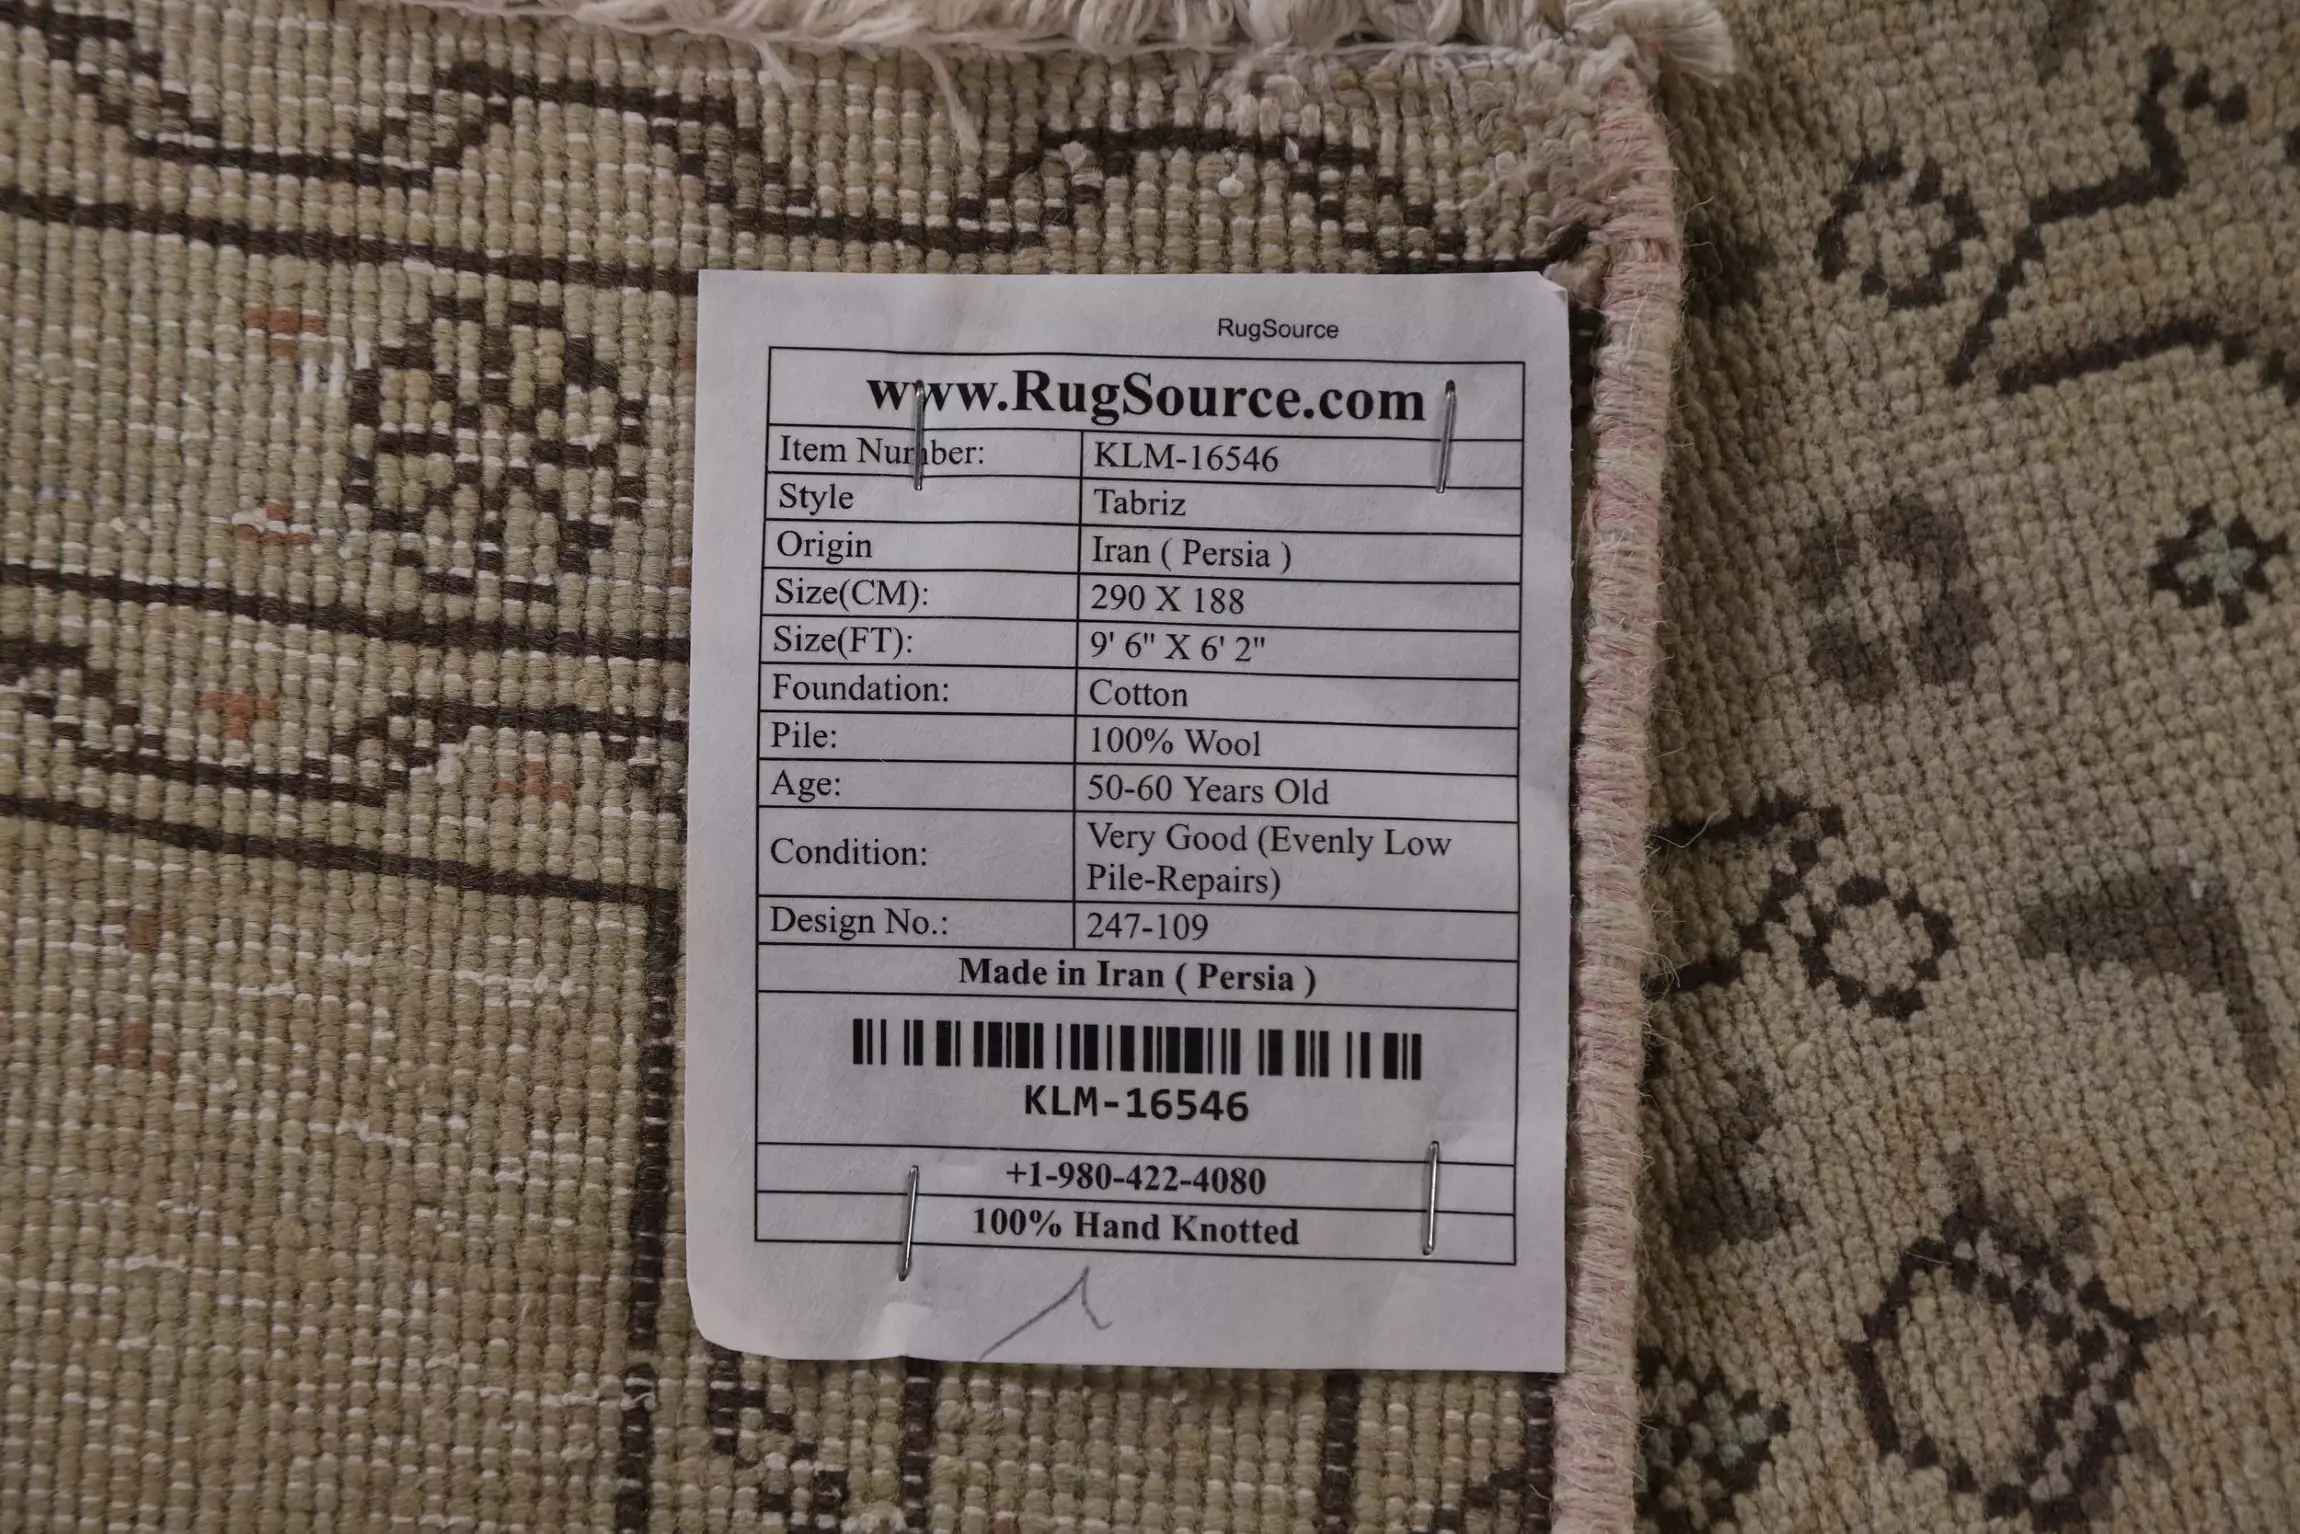 RugSource
www.RugSource.com
Item Number: KLM-16546
Style Tabriz
Origin Iran ( Persia )
Size(CM): 290 X 188
Size(FT): 9' 6" X 6' 2"
Foundation: Cotton
Pile: 100% Wool
Age: 50-60 Years Old
Condition: Very Good (Evenly Low
Pile-Repairs)
Design No.: 247-109
Made in Iran ( Persia )
KLM-16546
+1-980-422-4080
100% Hand Knotted